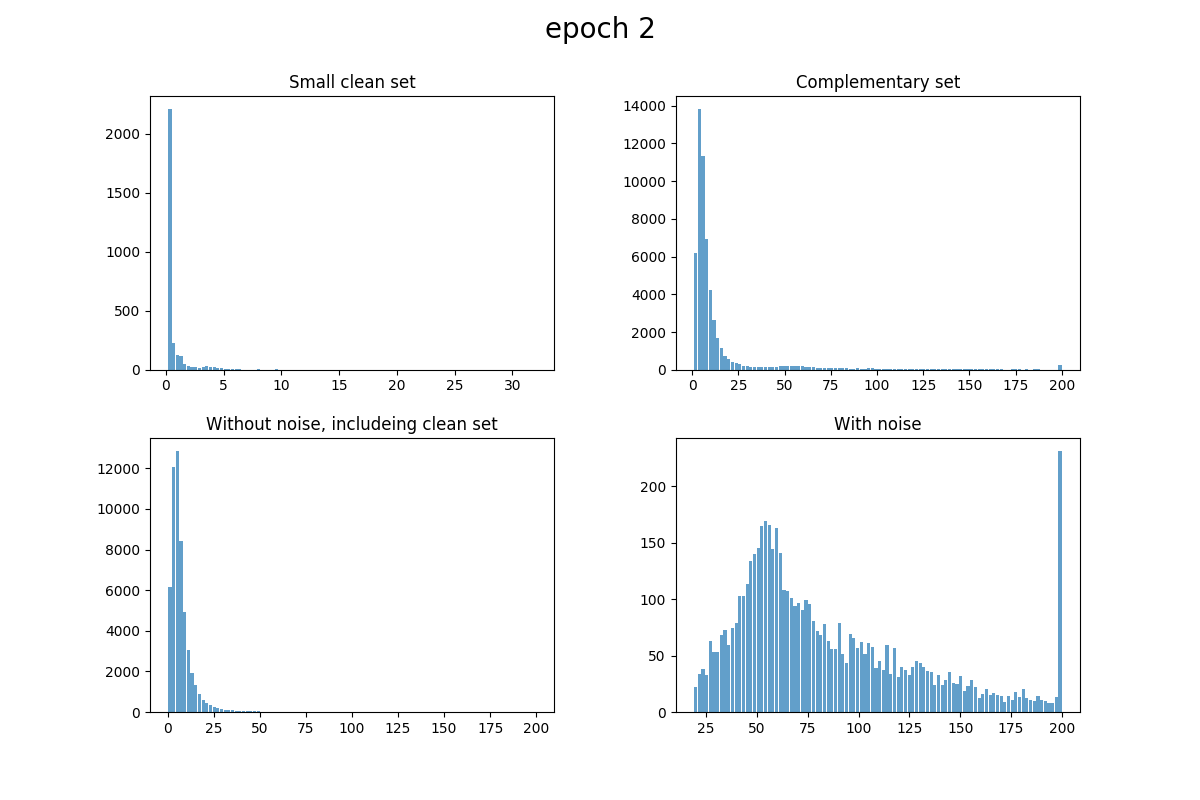 epoch 2
Small clean set
2000
1500
1000
500
0
0 5 10 15 20 25 30
Complementary set
14000
12000
10000
8000
6000
4000
2000
0
0 25 50 75 100 125 150 175 200
Without noise, includeing clean set
12000
10000
8000
6000
4000
2000
0
0 25 50 75 100 125 150 175 200
With noise
200
150
100
50
0
25 50 75 100 125 150 175 200